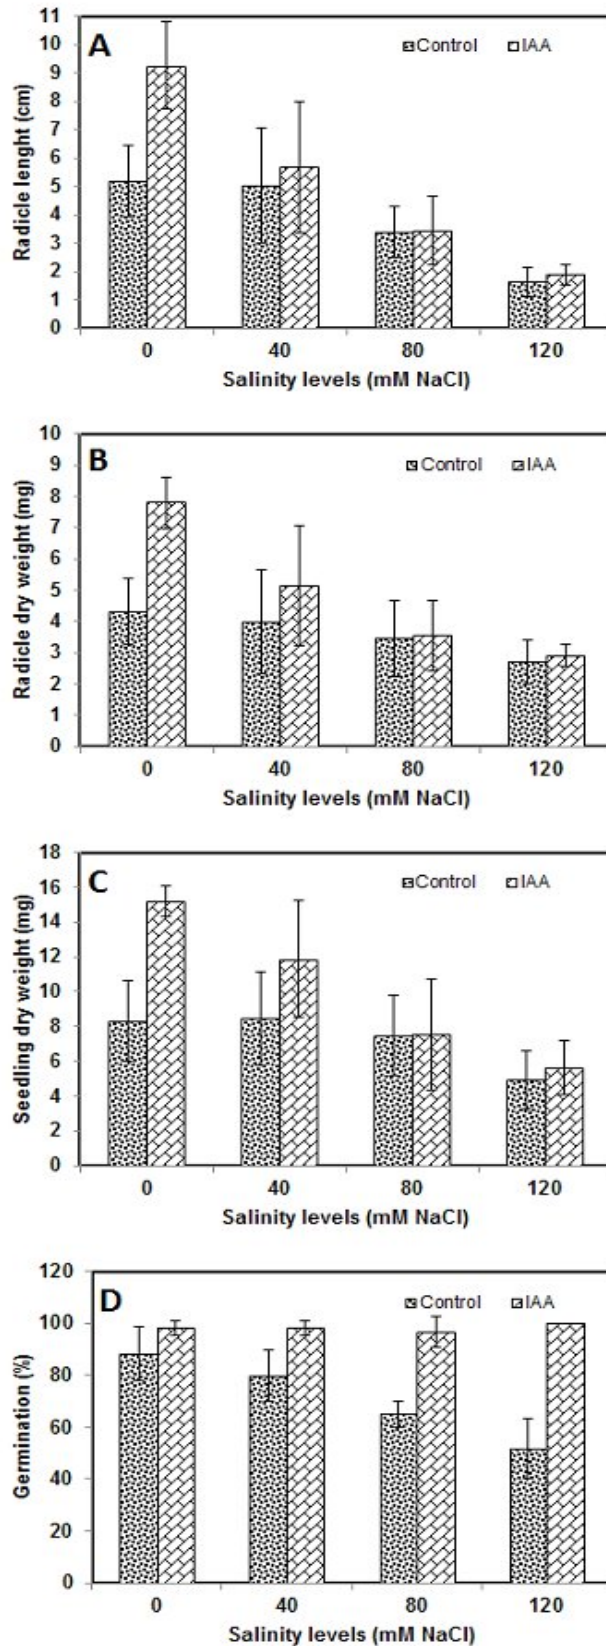 A
Control IAA
Radicle lenght (cm)
11
10
9
8
7
6
5
4
3
2
1
0
0 40 80 120
Salinity levels (mM NaCl)
B
Control IAA
Radicle dry weight (mg)
10
9
8
7
6
5
4
3
2
1
0
0 40 80 120
Salinity levels (mM NaCl)
C
Control IAA
Seedling dry weight (mg)
18
16
14
12
10
8
6
4
2
0
0 40 80 120
Salinity levels (mM NaCl)
D
Control IAA
Germination (%)
120
100
80
60
40
20
0
0 40 80 120
Salinity levels (mM NaCl)